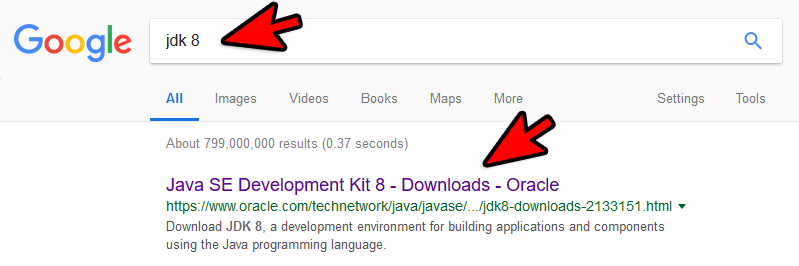 Google
jdk 8
All Images Videos Books Maps More Settings Tools
About 799,000,000 results (0.37 seconds)
Java SE Development Kit 8 - Downloads - Oracle
https://www.oracle.com/technetwork/java/javase/.../jdk8-downloads-2133151.html
Download JDK 8, a development environment for building applications and components
using the Java programming language.